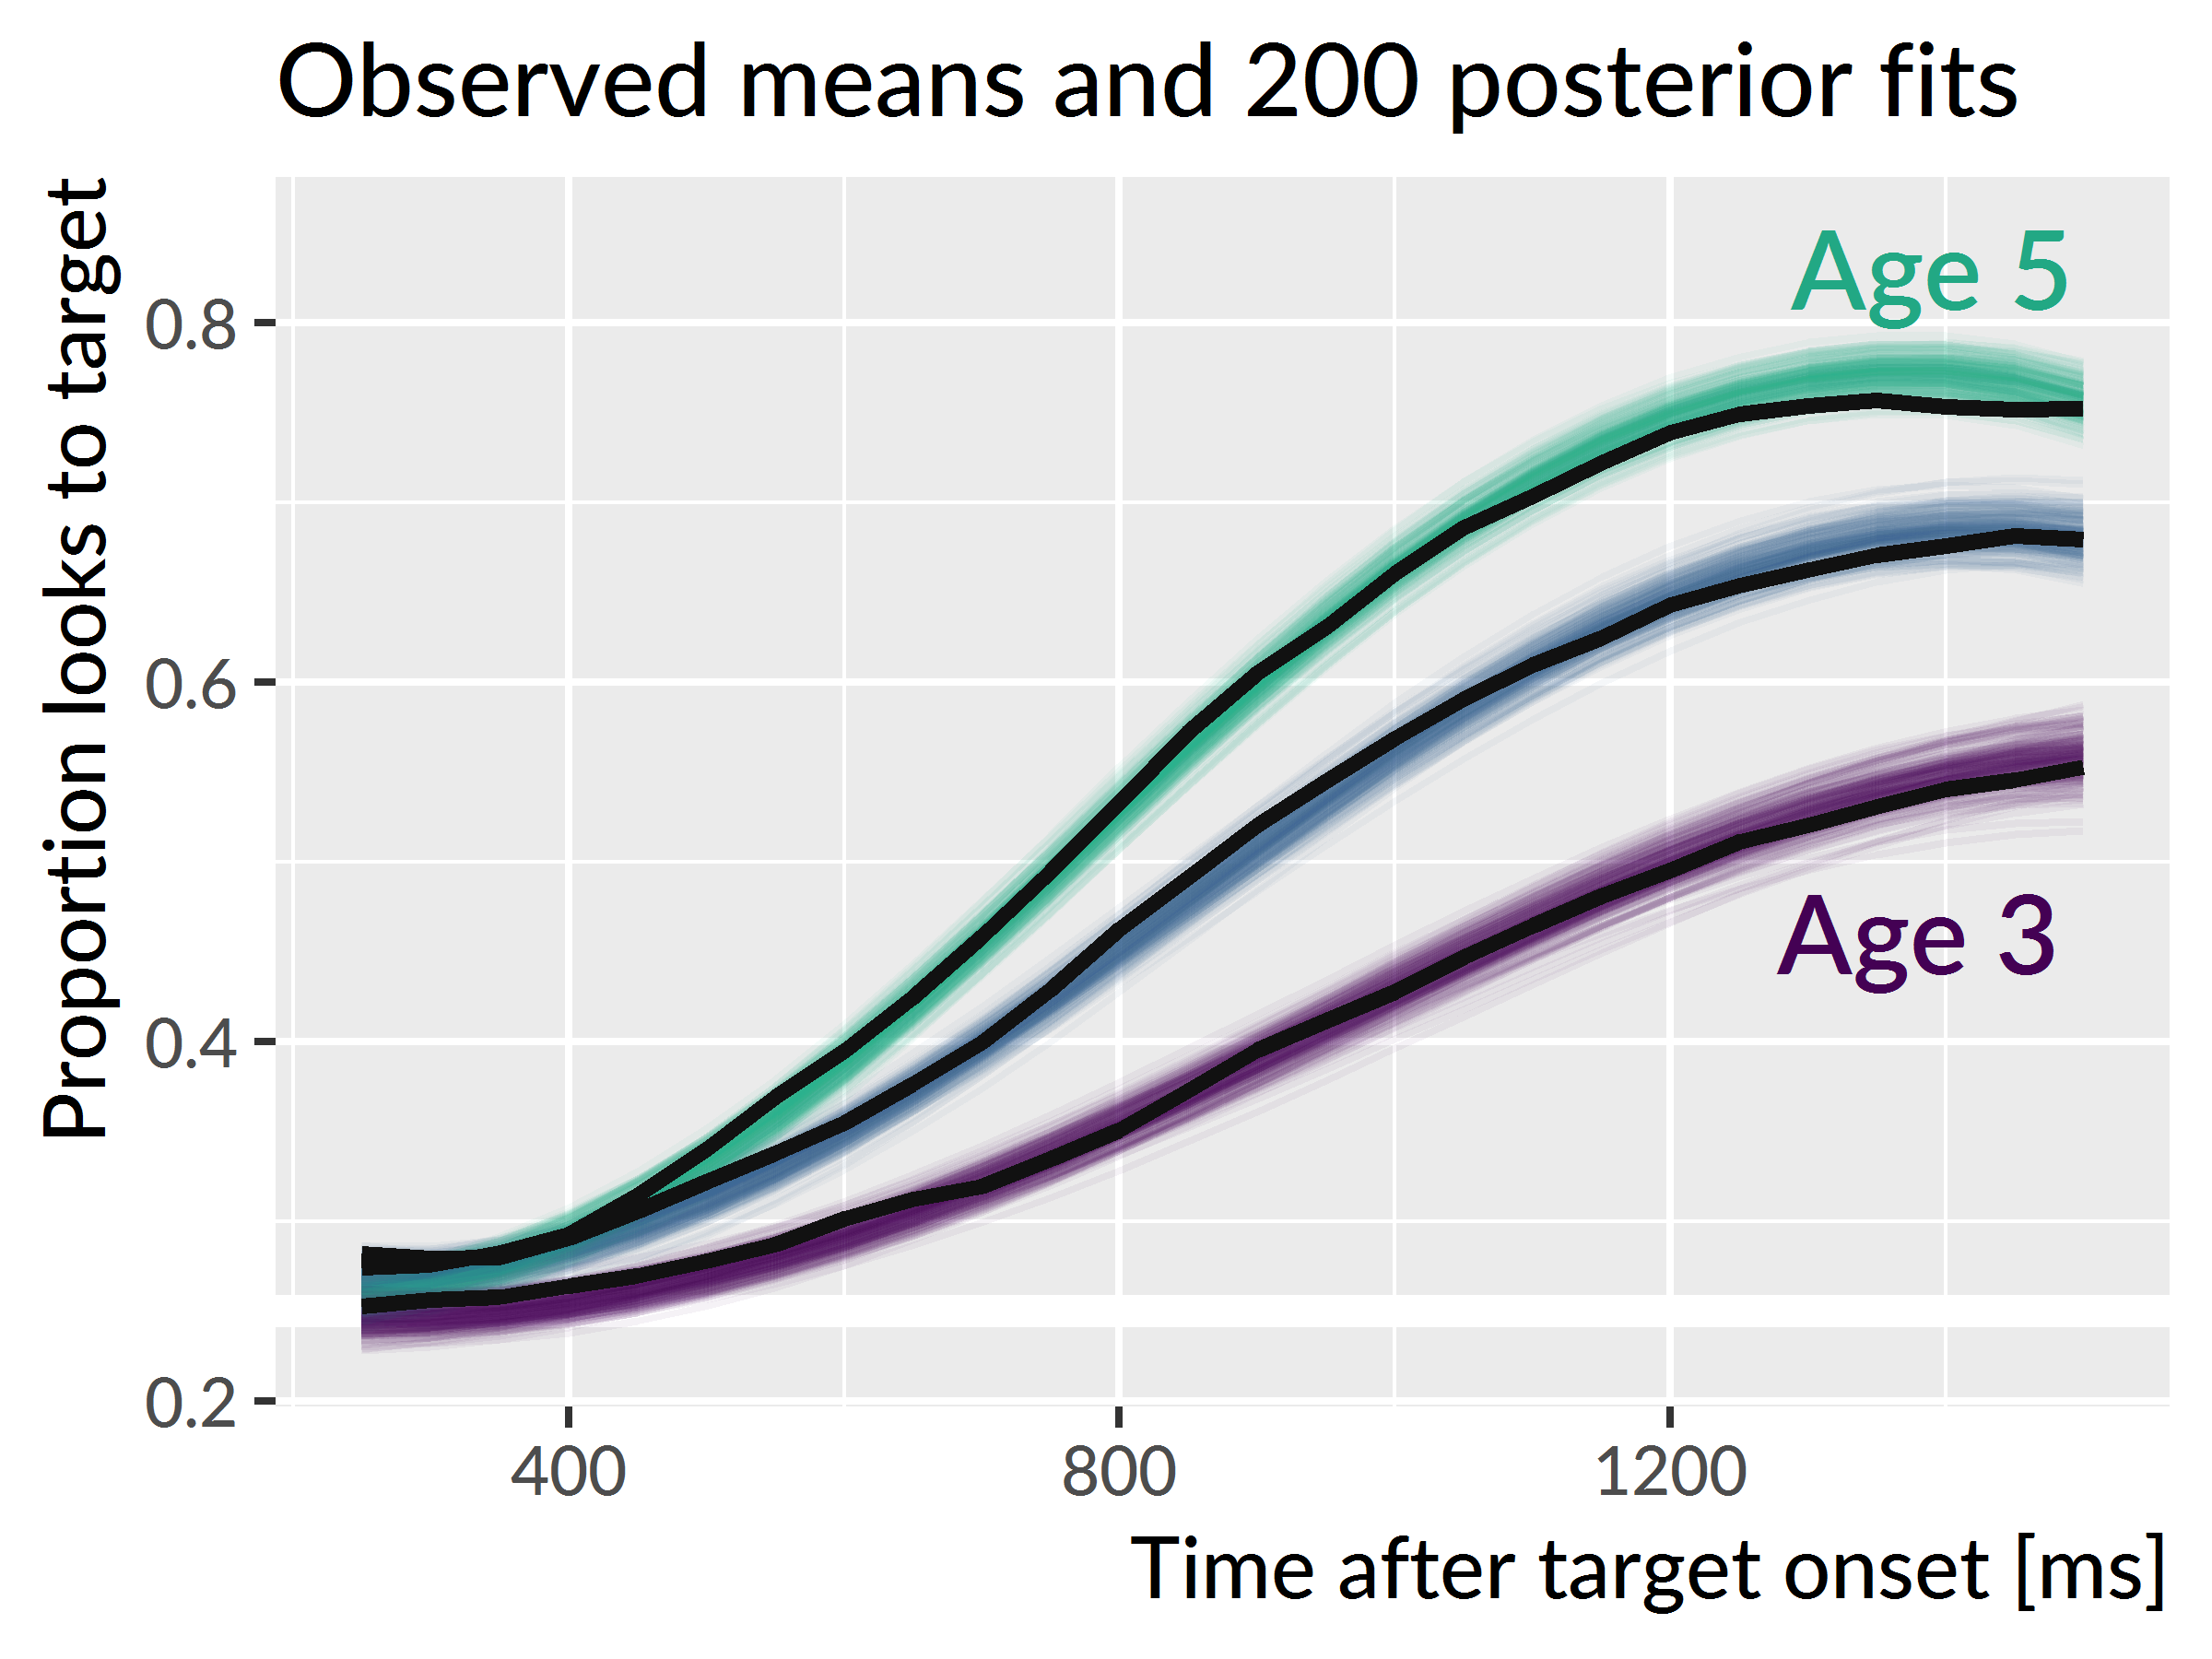 Observed means and 200 posterior fits
Proportion looks to target
0.8
0.6
0.4
0.2
Age 5
Age 3
400
800
1200
Time after target onset [ms]